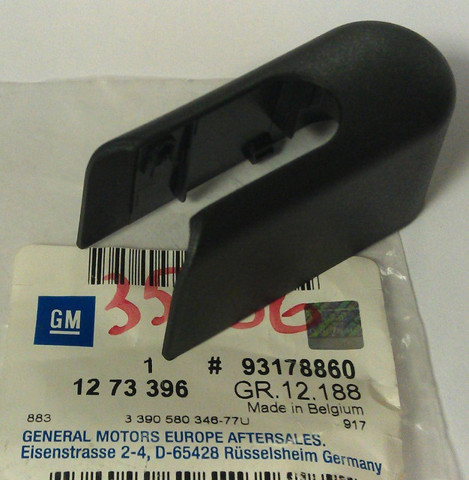 GM
1 # 93178860
12 73 396 GR.12.188
Made in Belgium
883 3 390 580 346-77U 917
GENERAL MOTORS EUROPE AFTERSALES.
Eisenstrasse 2-4, D-65428 Rüsselsheim Germany